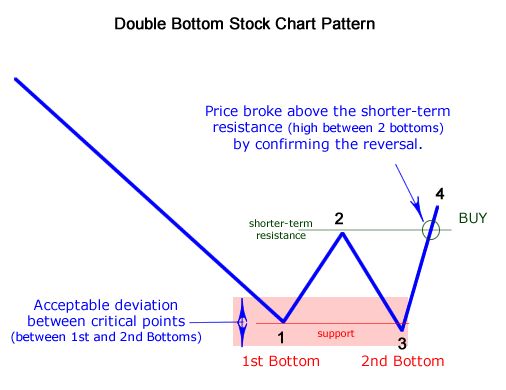 Double Bottom Stock Chart Pattern
Price broke above the shorter-term
resistance (high between 2 bottoms)
by confirming the reversal.
4
BUY
2
shorter-term
resistance
Acceptable deviation
between critical points
(between 1st and 2nd Bottoms)
support
1
3
1st Bottom
2nd Bottom